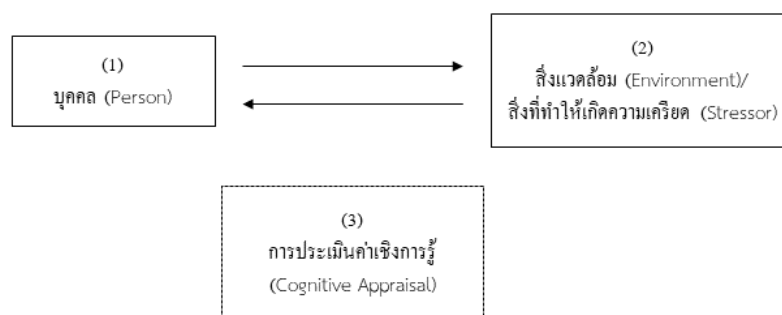 (1)
บุคคล (Person)
(2)
สิ่งแวดล้อม (Environment)/
สิ่งที่ทำให้เกิดความเครียด (Stressor)
(3)
การประเมินค่าเชิงการรู้
(Cognitive Appraisal)